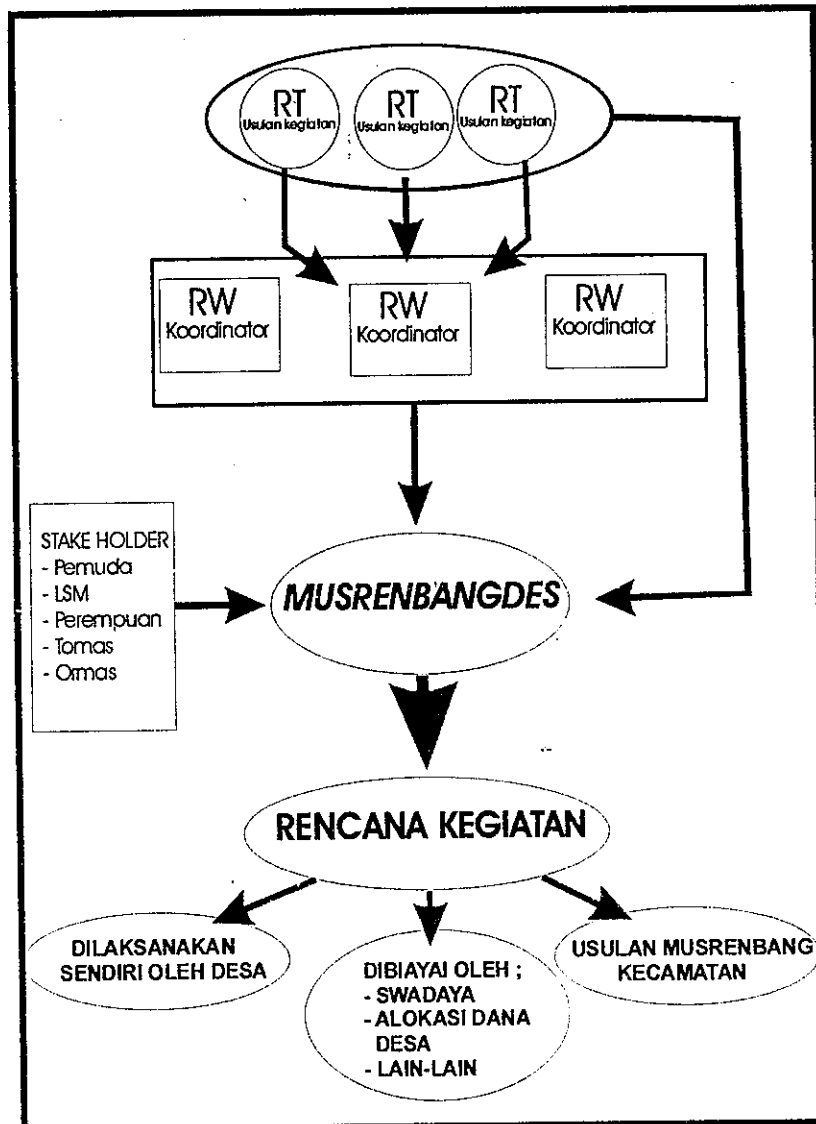 RT
Usulan kegiatan
RT
Usulan kegiatan
RT
Usulan kegiatan
RW
Koordinator
RW
Koordinator
RW
Koordinator
STAKE HOLDER
- Pemuda
- LSM
- Perempuan
- Tomas
- Ormas
MUSRENBANGDES
RENCANA KEGIATAN
DILAKSANAKAN
SENDIRI OLEH DESA
DIBIAYAI OLEH ;
- SWADAYA
- ALOKASI DANA
DESA
- LAIN-LAIN
USULAN MUSRENBANG
KECAMATAN